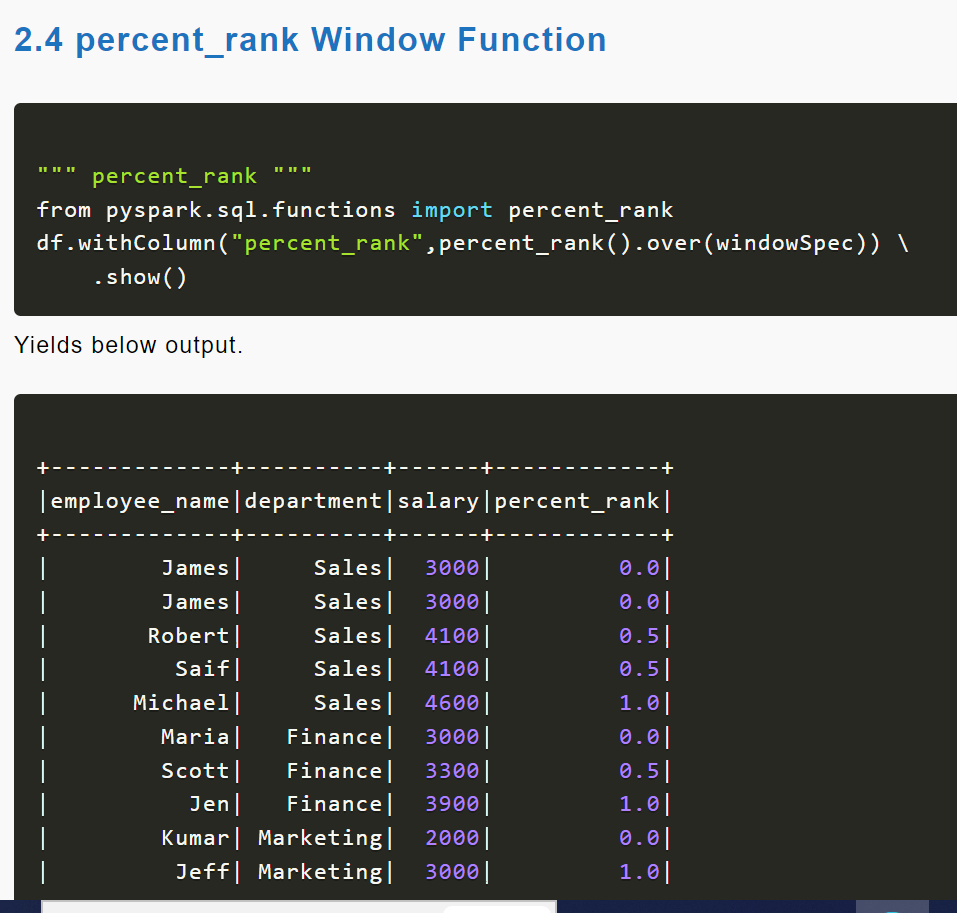 2.4 percent_rank Window Function
""" percent_rank """
from pyspark.sql.functions import percent_rank
df.withColumn("percent_rank",percent_rank().over(windowSpec)) \
    .show()
Yields below output.
+-------------+----------+------+------------+
|employee_name|department|salary|percent_rank|
+-------------+----------+------+------------+
|        James|     Sales|  3000|         0.0|
|        James|     Sales|  3000|         0.0|
|       Robert|     Sales|  4100|         0.5|
|         Saif|     Sales|  4100|         0.5|
|      Michael|     Sales|  4600|         1.0|
|        Maria|   Finance|  3000|         0.0|
|        Scott|   Finance|  3300|         0.5|
|          Jen|   Finance|  3900|         1.0|
|        Kumar| Marketing|  2000|         0.0|
|         Jeff| Marketing|  3000|         1.0|